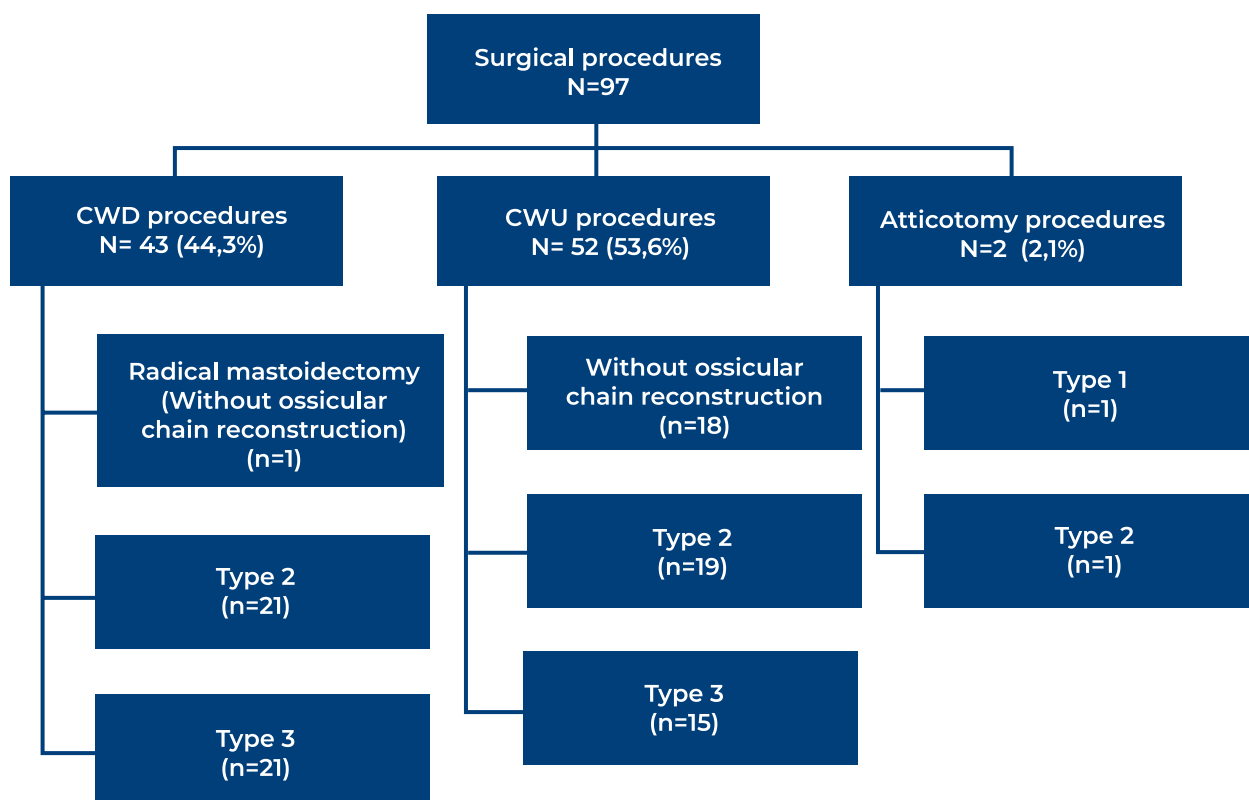 Surgical procedures
N=97
CWD procedures
N= 43 (44,3%)
Radical mastoidectomy
(Without ossicular
chain reconstruction)
(n=1)
Type 2
(n=21)
Type 3
(n=21)
CWU procedures
N= 52 (53,6%)
Without ossicular
chain reconstruction
(n=18)
Type 2
(n=19)
Type 3
(n=15)
Atticotomy procedures
N=2 (2,1%)
Type 1
(n=1)
Type 2
(n=1)